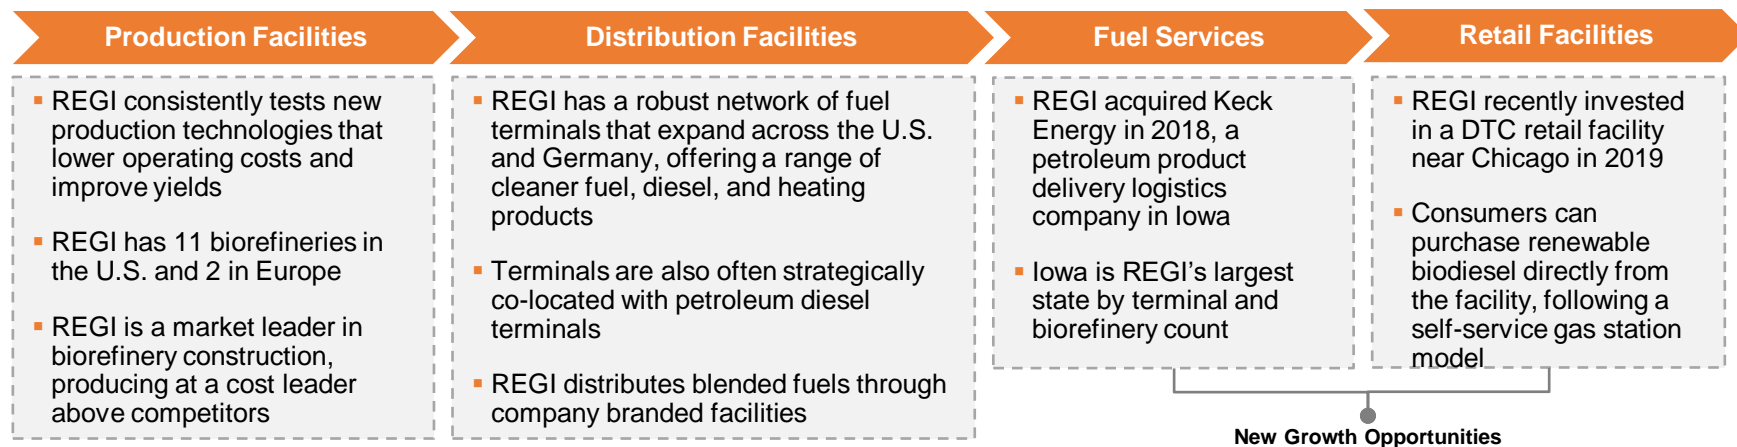 Production Facilities
▪ REGI consistently tests new
production technologies that
lower operating costs and
improve yields
▪ REGI has 11 biorefineries in
the U.S. and 2 in Europe
▪ REGI is a market leader in
biorefinery construction,
producing at a cost leader
above competitors
Distribution Facilities
▪ REGI has a robust network of fuel
terminals that expand across the U.S.
and Germany, offering a range of
cleaner fuel, diesel, and heating
products
▪ Terminals are also often strategically
co-located with petroleum diesel
terminals
▪ REGI distributes blended fuels through
company branded facilities
Fuel Services
▪ REGI acquired Keck
Energy in 2018, a
petroleum product
delivery logistics
company in Iowa
▪ Iowa is REGI’s largest
state by terminal and
biorefinery count
Retail Facilities
▪ REGI recently invested
in a DTC retail facility
near Chicago in 2019
▪ Consumers can
purchase renewable
biodiesel directly from
the facility, following a
self-service gas station
model
New Growth Opportunities